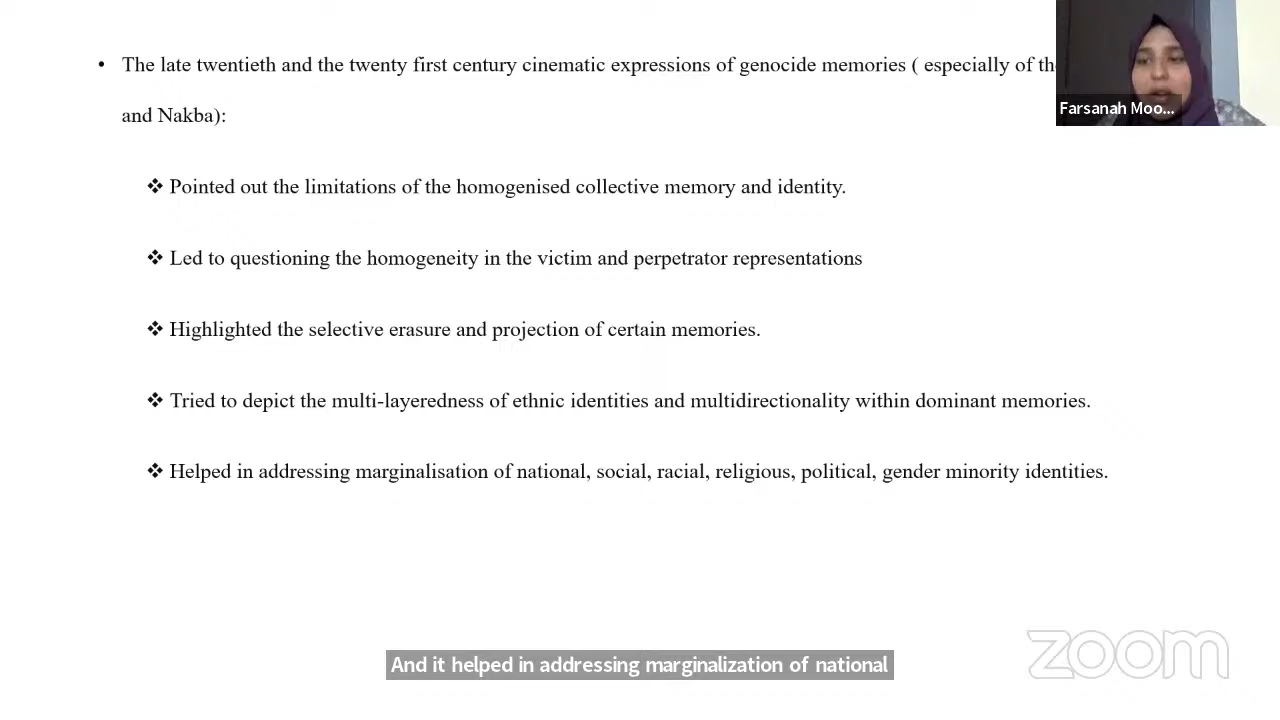 • The late twentieth and the twenty first century cinematic expressions of genocide memories ( especially of
and Nakba):
❖ Pointed out the limitations of the homogenised collective memory and identity.
❖ Led to questioning the homogeneity in the victim and perpetrator representations
❖ Highlighted the selective erasure and projection of certain memories.
❖ Tried to depict the multi-layeredness of ethnic identities and multidirectionality within dominant memories.
❖ Helped in addressing marginalisation of national, social, racial, religious, political, gender minority identities.
Farsanah Moo...
And it helped in addressing marginalization of national
zoom